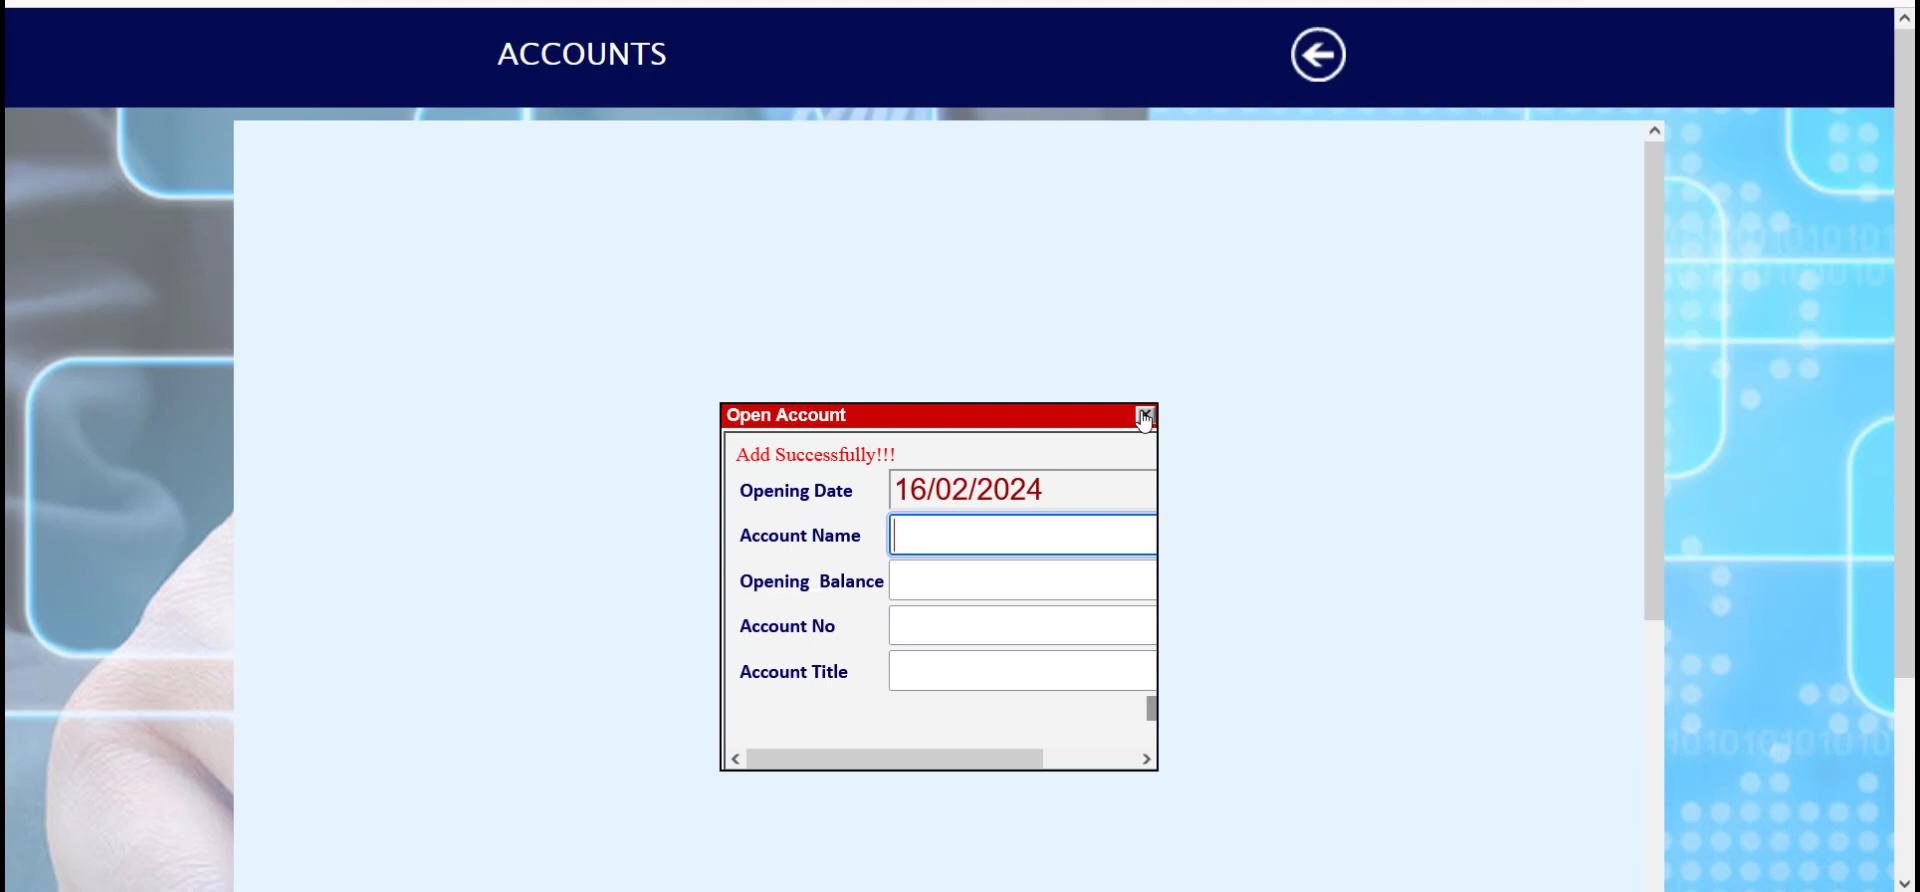 ACCOUNTS
Open Account
Add Successfully!!!
Opening Date 16/02/2024
Account Name
Opening Balance
Account No
Account Title